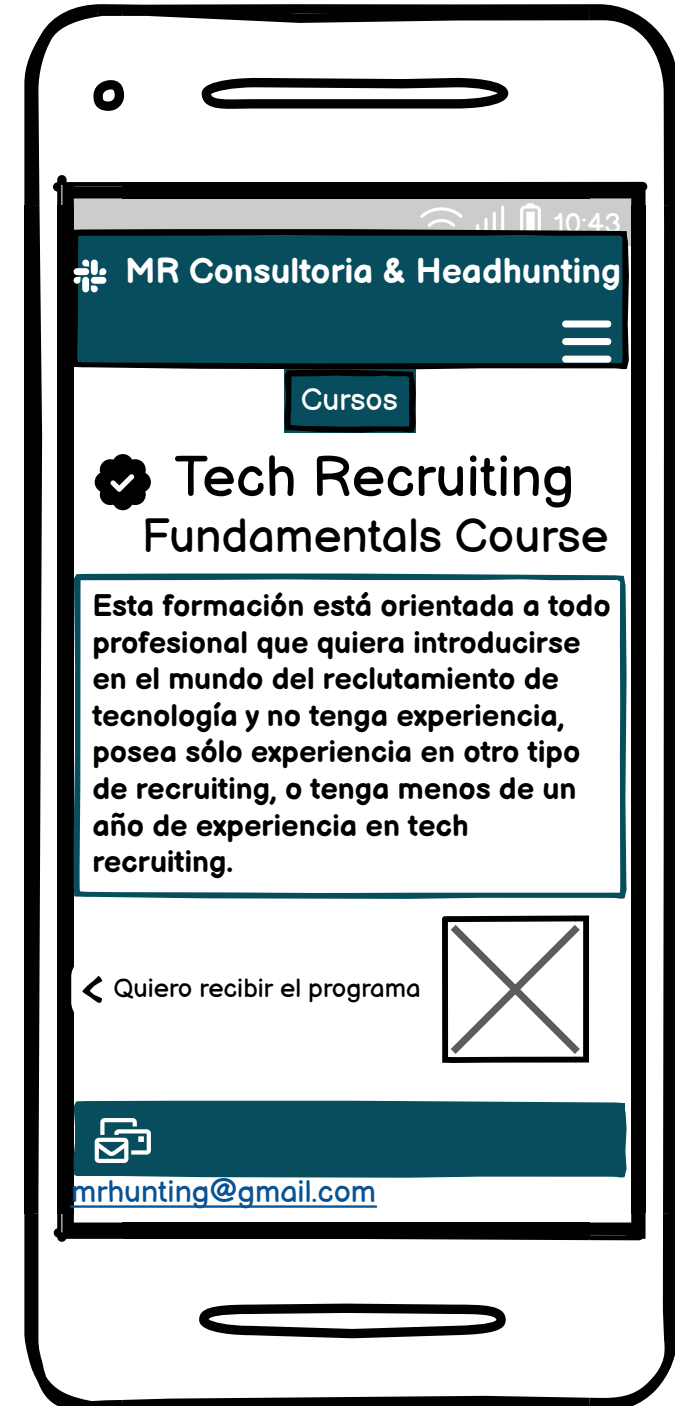 10:43
MR Consultoria & Headhunting
Cursos
Tech Recruiting
Fundamentals Course
Esta formación está orientada a todo
profesional que quiera introducirse
en el mundo del reclutamiento de
tecnología y no tenga experiencia,
posea sólo experiencia en otro tipo
de recruiting, o tenga menos de un
año de experiencia en tech
recruiting.
Quiero recibir el programa
mrhunting@gmail.com